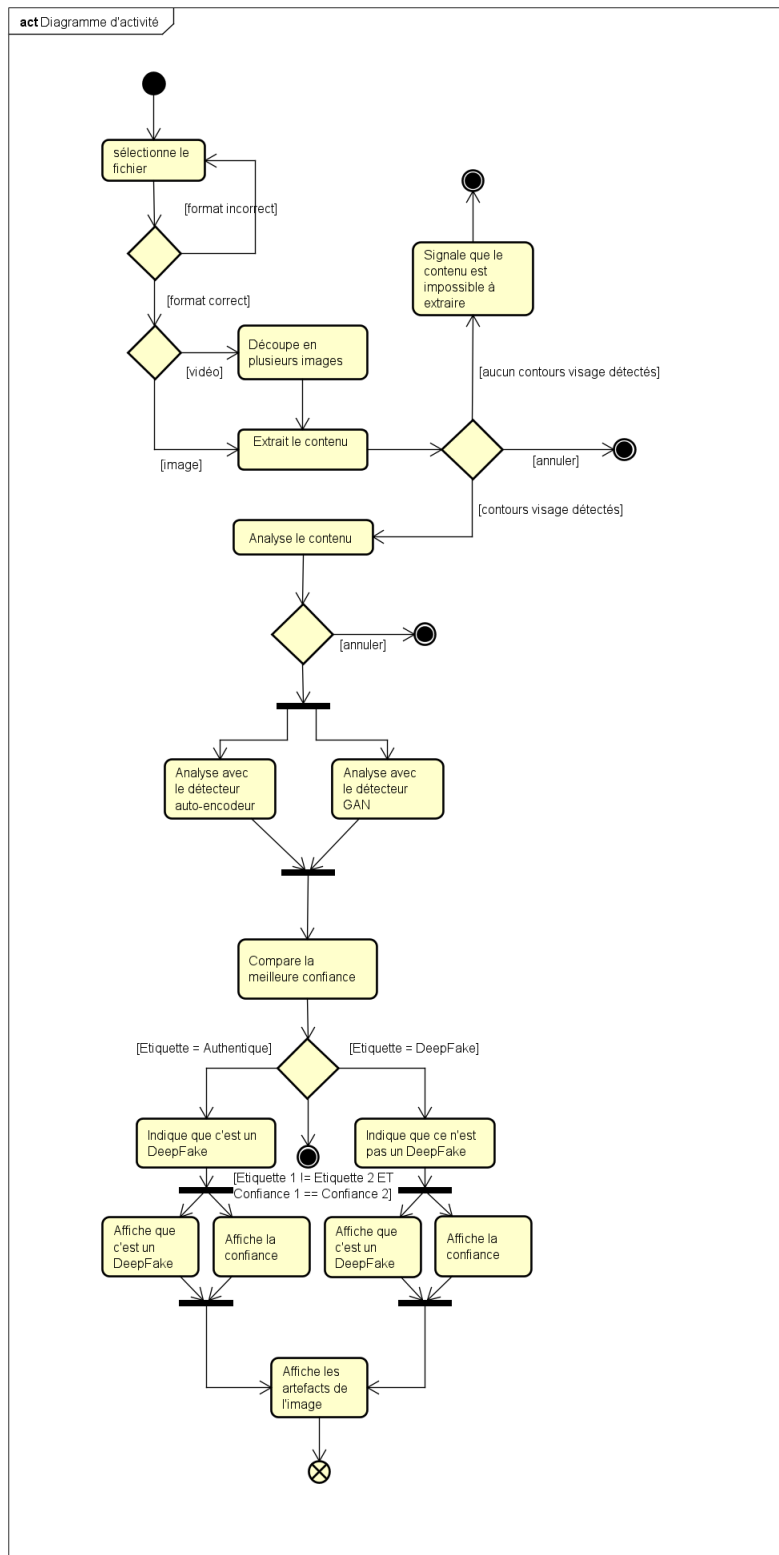 act Diagramme d'activité
sélectionne le
fichier
[format incorrect]
Signale que le
contenu est
impossible à
extraire
[format correct]
Découpe en
plusieurs images
[vidéo]
[aucun contours visage détectés]
Extrait le contenu
[image]
[annuler]
[contours visage détectés]
Analyse le contenu
[annuler]
Analyse avec
le détecteur
auto-encodeur
Analyse avec
le détecteur
GAN
Compare la
meilleure confiance
[Etiquette = Authentique]
[Etiquette = DeepFake]
Indique que c'est un
DeepFake
Indique que ce n'est
pas un DeepFake
[Etiquette 1 != Etiquette 2 ET
Confiance 1 == Confiance 2]
Affiche que
c'est un
DeepFake
Affiche la
confiance
Affiche que
c'est un
DeepFake
Affiche la
confiance
Affiche les
artefacts de
l'image